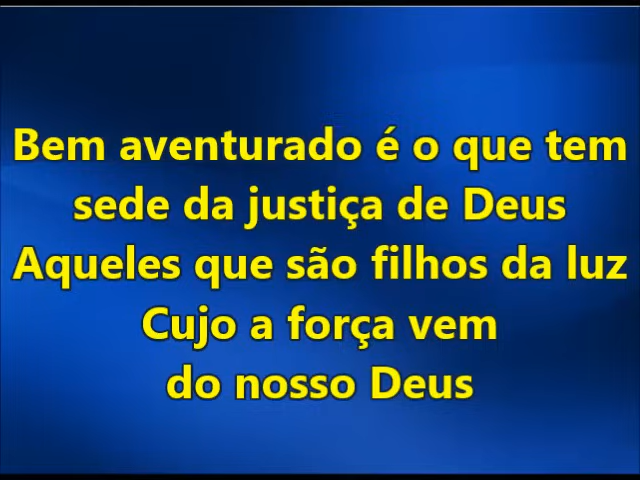 Bem aventurado é o que tem
sede da justiça de Deus
Aqueles que são filhos da luz
Cujo a força vem
do nosso Deus